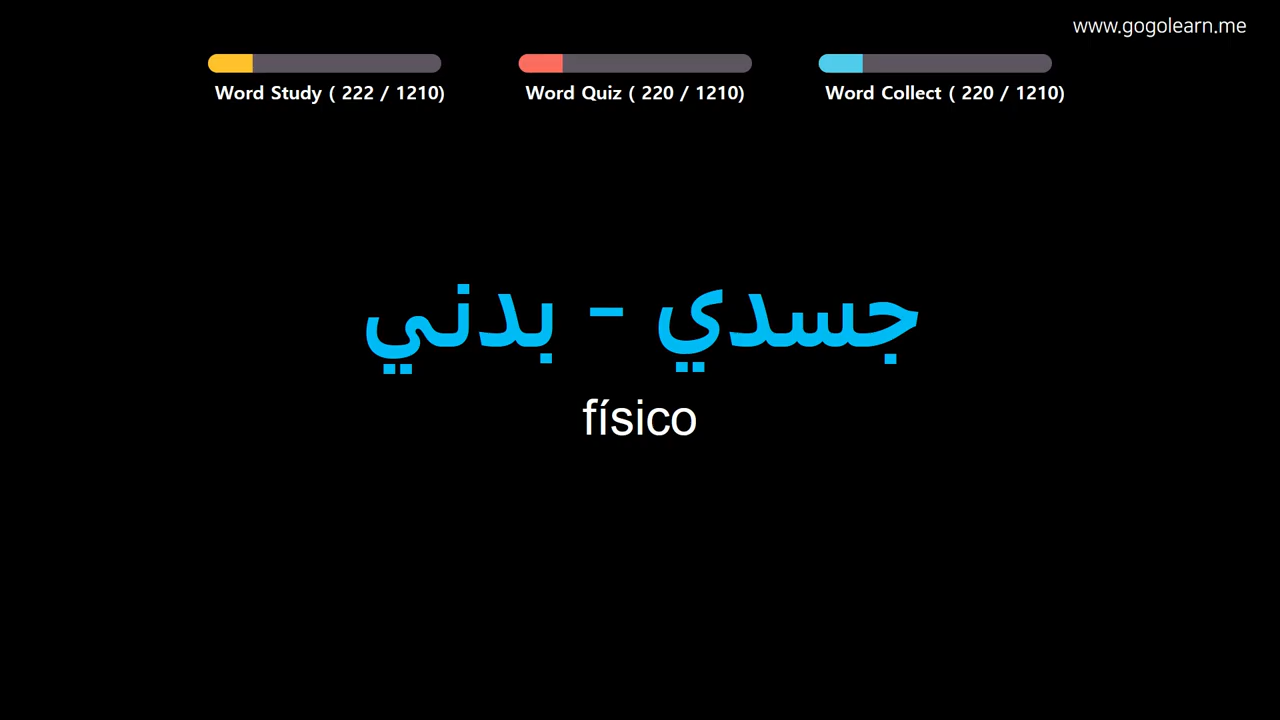 www.gogolearn.me
Word Study ( 222 / 1210)
Word Quiz ( 220 / 1210)
Word Collect ( 220 / 1210)
جسدي - بدني
físico